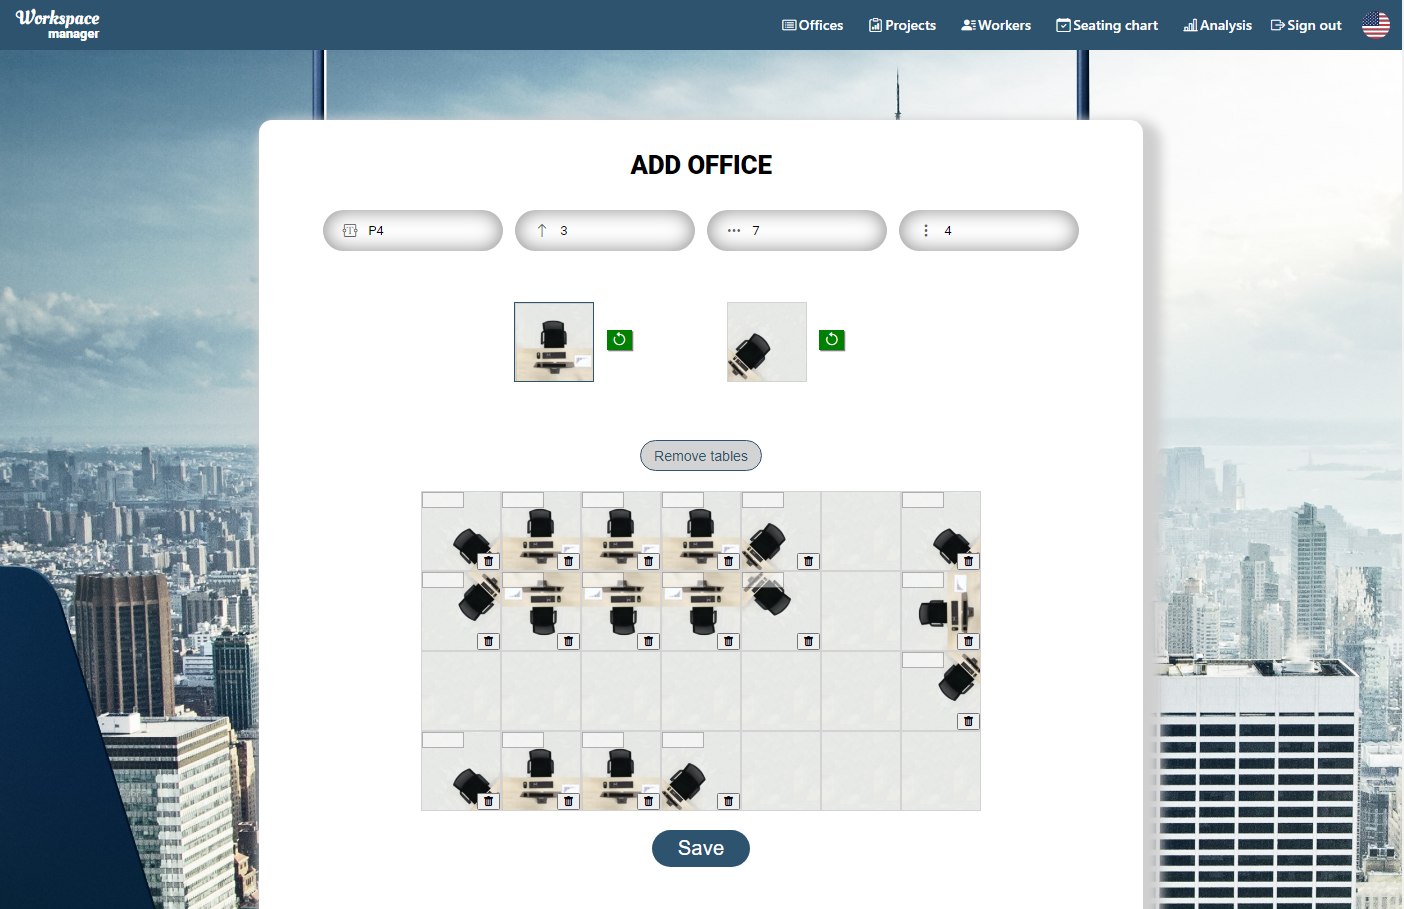 Workspace
manager
Offices
Projects
Workers
Seating chart
Analysis
Sign out
ADD OFFICE
P4
3
7
4
Remove tables
Save